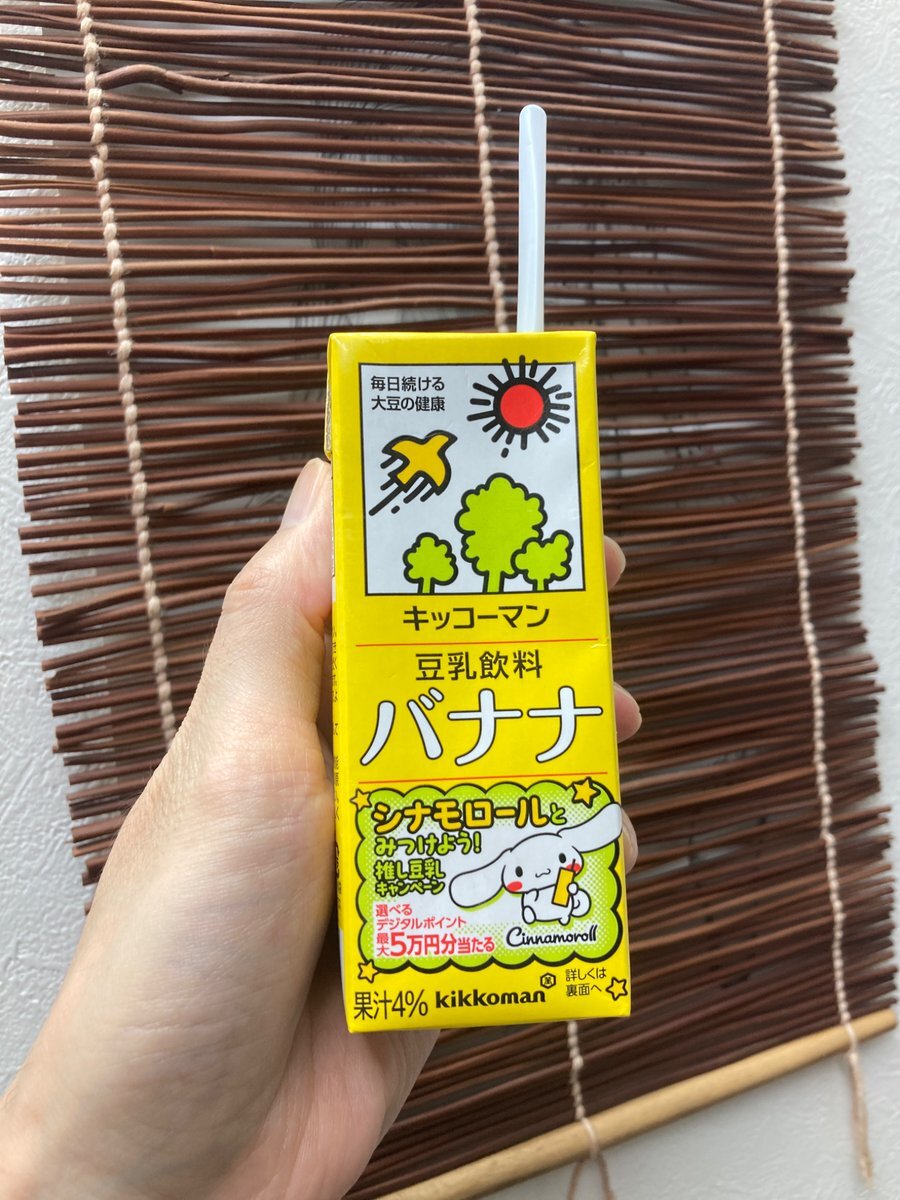 毎日続ける
大豆の健康
キッコーマン
豆乳飲料
バナナ
シナモロールと
みつけよう!
推し豆乳
キャンペーン
選べる
デジタルポイント
最大5万円分当たる
Cinnamoroll
果汁4%
kikkoman
詳しくは
裏面へ